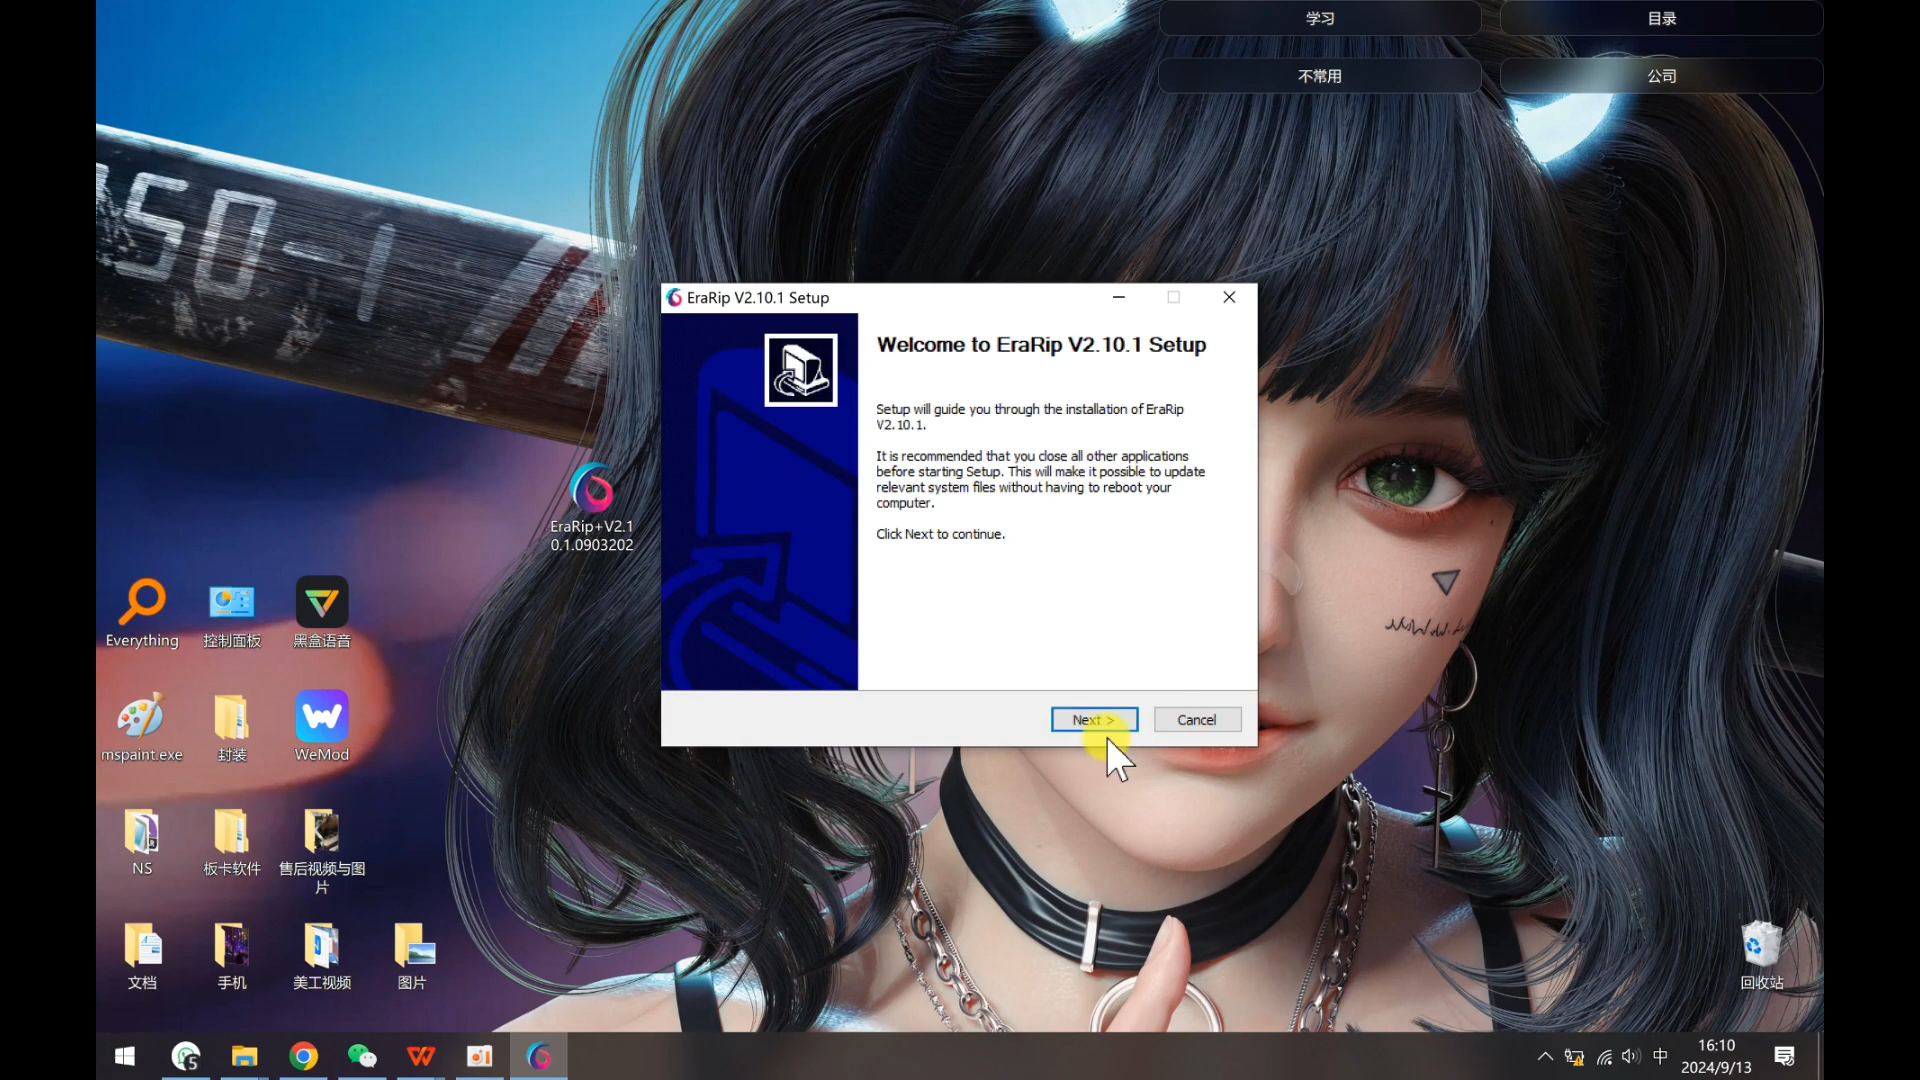 学习
目录
不常用
公司
50-1
EraRip V2.10.1 Setup
Welcome to EraRip V2.10.1 Setup
Setup will guide you through the installation of EraRip
V2.10.1.
It is recommended that you close all other applications
before starting Setup. This will make it possible to update
relevant system files without having to reboot your
computer.
Click Next to continue.
Next >
Cancel
EraRip+V2.1
0.1.0903202
Everything
控制面板
黑盒语音
mspaint.exe
封装
WeMod
NS
板卡软件
售后视频与图
片
文档
手机
美工视频
图片
回收站
5
中
16:10
2024/9/13